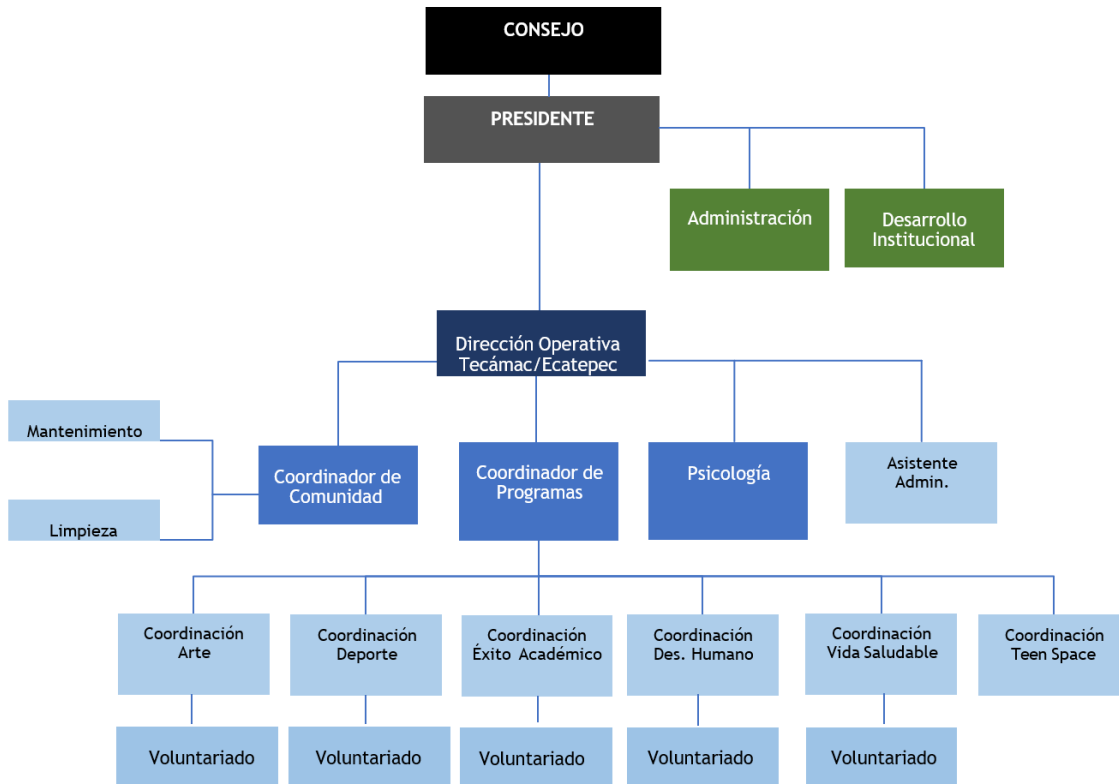 CONSEJO
PRESIDENTE
Administración
Desarrollo
Institucional
Dirección Operativa
Tecámac/Ecatepec
Mantenimiento
Limpieza
Coordinador de
Comunidad
Coordinador de
Programas
Psicología
Asistente
Admin.
Coordinación
Arte
Coordinación
Deporte
Coordinación
Éxito Académico
Coordinación
Des. Humano
Coordinación
Vida Saludable
Coordinación
Teen Space
Voluntariado
Voluntariado
Voluntariado
Voluntariado
Voluntariado